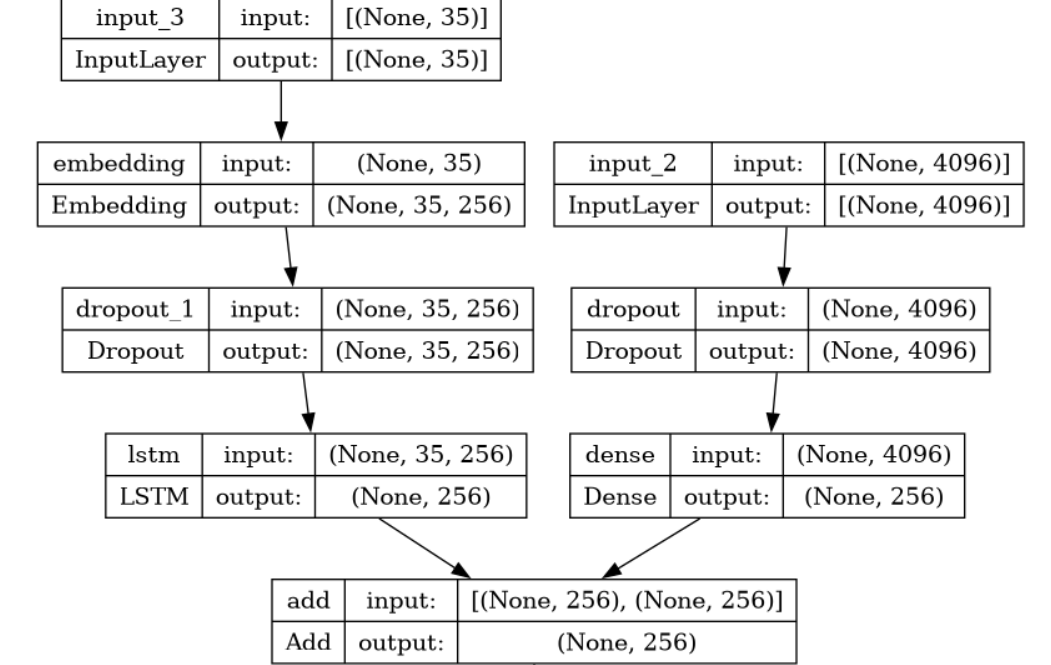 input_3 input: [(None, 35)]
InputLayer output: [(None, 35)]
embedding input: (None, 35)
Embedding output: (None, 35, 256)
input_2 input: [(None, 4096)]
InputLayer output: [(None, 4096)]
dropout_1 input: (None, 35, 256)
Dropout output: (None, 35, 256)
dropout input: (None, 4096)
Dropout output: (None, 4096)
lstm input: (None, 35, 256)
LSTM output: (None, 256)
dense input: (None, 4096)
Dense output: (None, 256)
add input: [(None, 256), (None, 256)]
Add output: (None, 256)